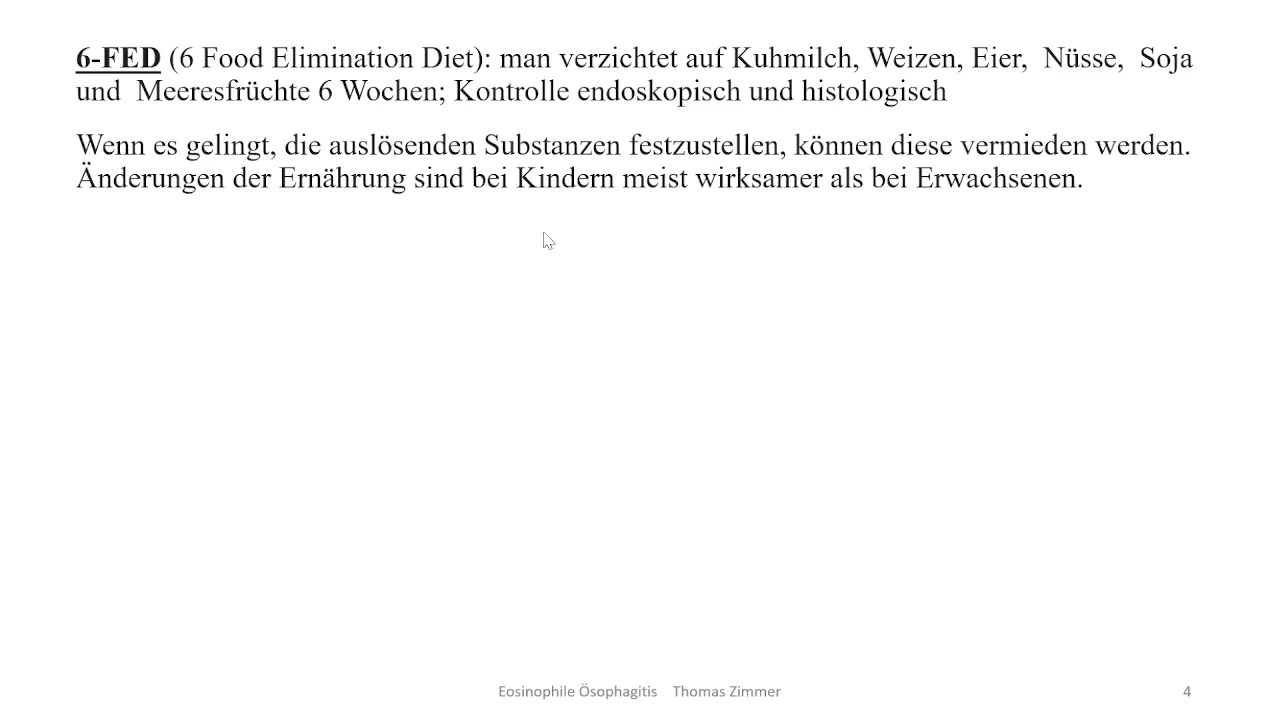 6-FED (6 Food Elimination Diet): man verzichtet auf Kuhmilch, Weizen, Eier, Nüsse, Soja
und Meeresfrüchte 6 Wochen; Kontrolle endoskopisch und histologisch
Wenn es gelingt, die auslösenden Substanzen festzustellen, können diese vermieden werden.
Änderungen der Ernährung sind bei Kindern meist wirksamer als bei Erwachsenen.
Eosinophile Ösophagitis Thomas Zimmer
4